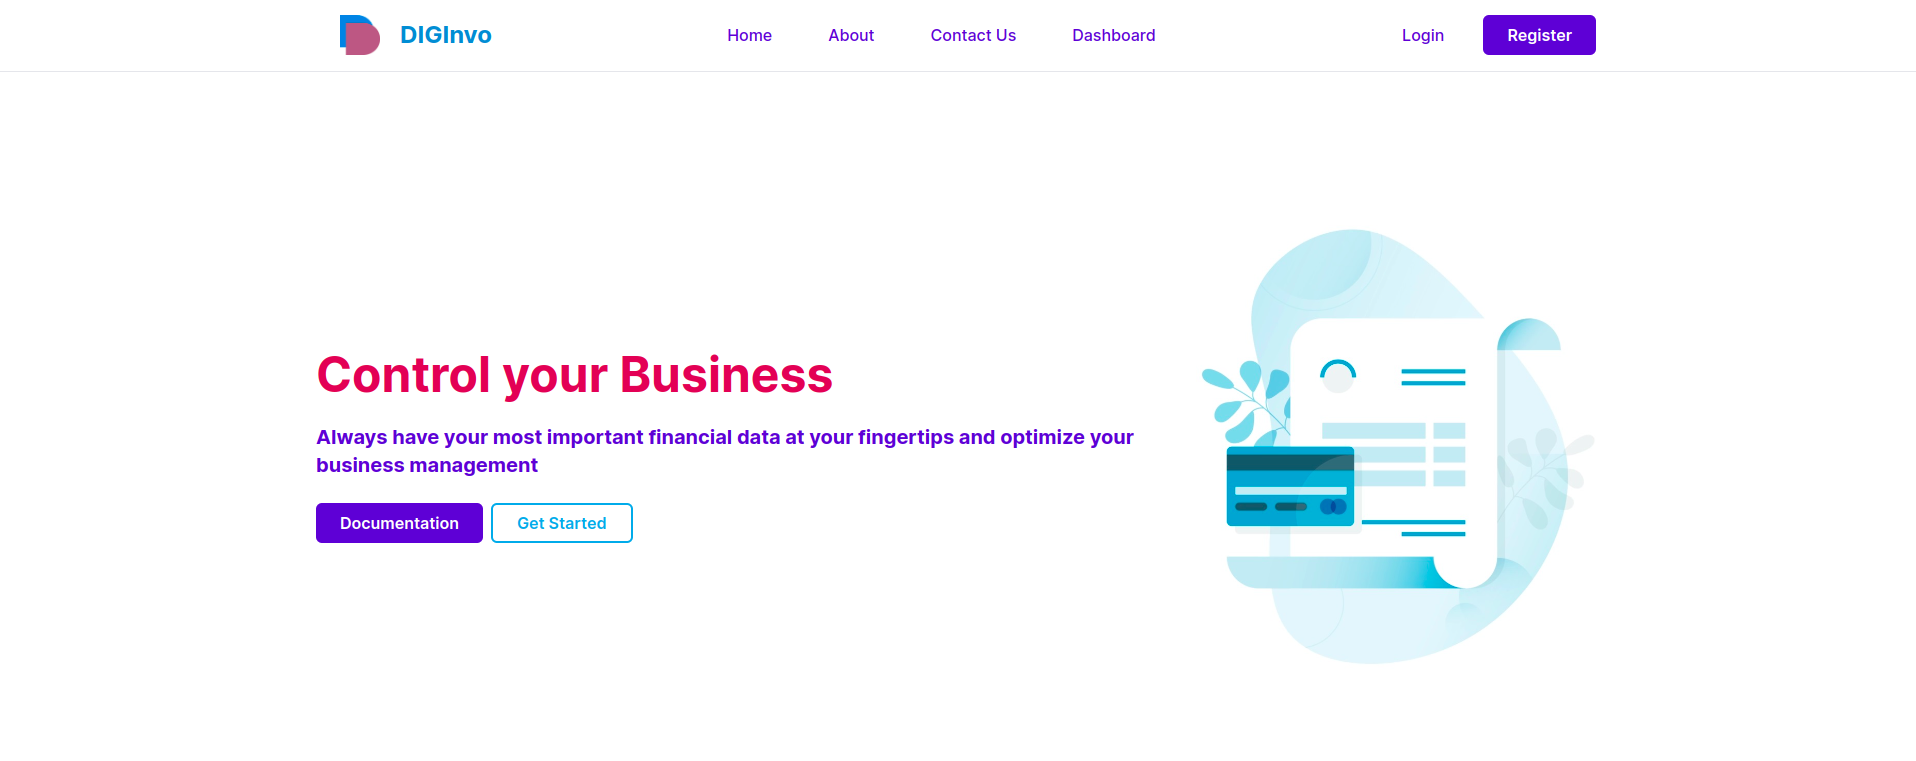 DIGInvo
Home
About
Contact Us
Dashboard
Login
Register
Control your Business
Always have your most important financial data at your fingertips and optimize your
business management
Documentation
Get Started